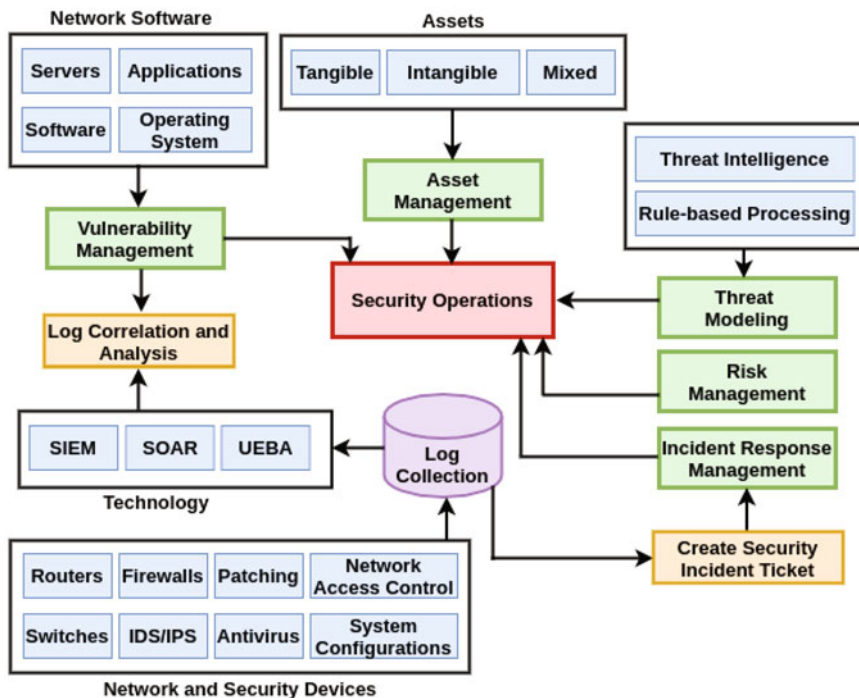 Network Software
Servers
Applications
Software
Operating
System
Assets
Tangible
Intangible
Mixed
Threat Intelligence
Rule-based Processing
Vulnerability
Management
Asset
Management
Security Operations
Threat
Modeling
Log Correlation and
Analysis
Risk
Management
SIEM
SOAR
UEBA
Technology
Log
Collection
Incident Response
Management
Create Security
Incident Ticket
Routers
Firewalls
Patching
Network
Access Control
Switches
IDS/IPS
Antivirus
System
Configurations
Network and Security Devices